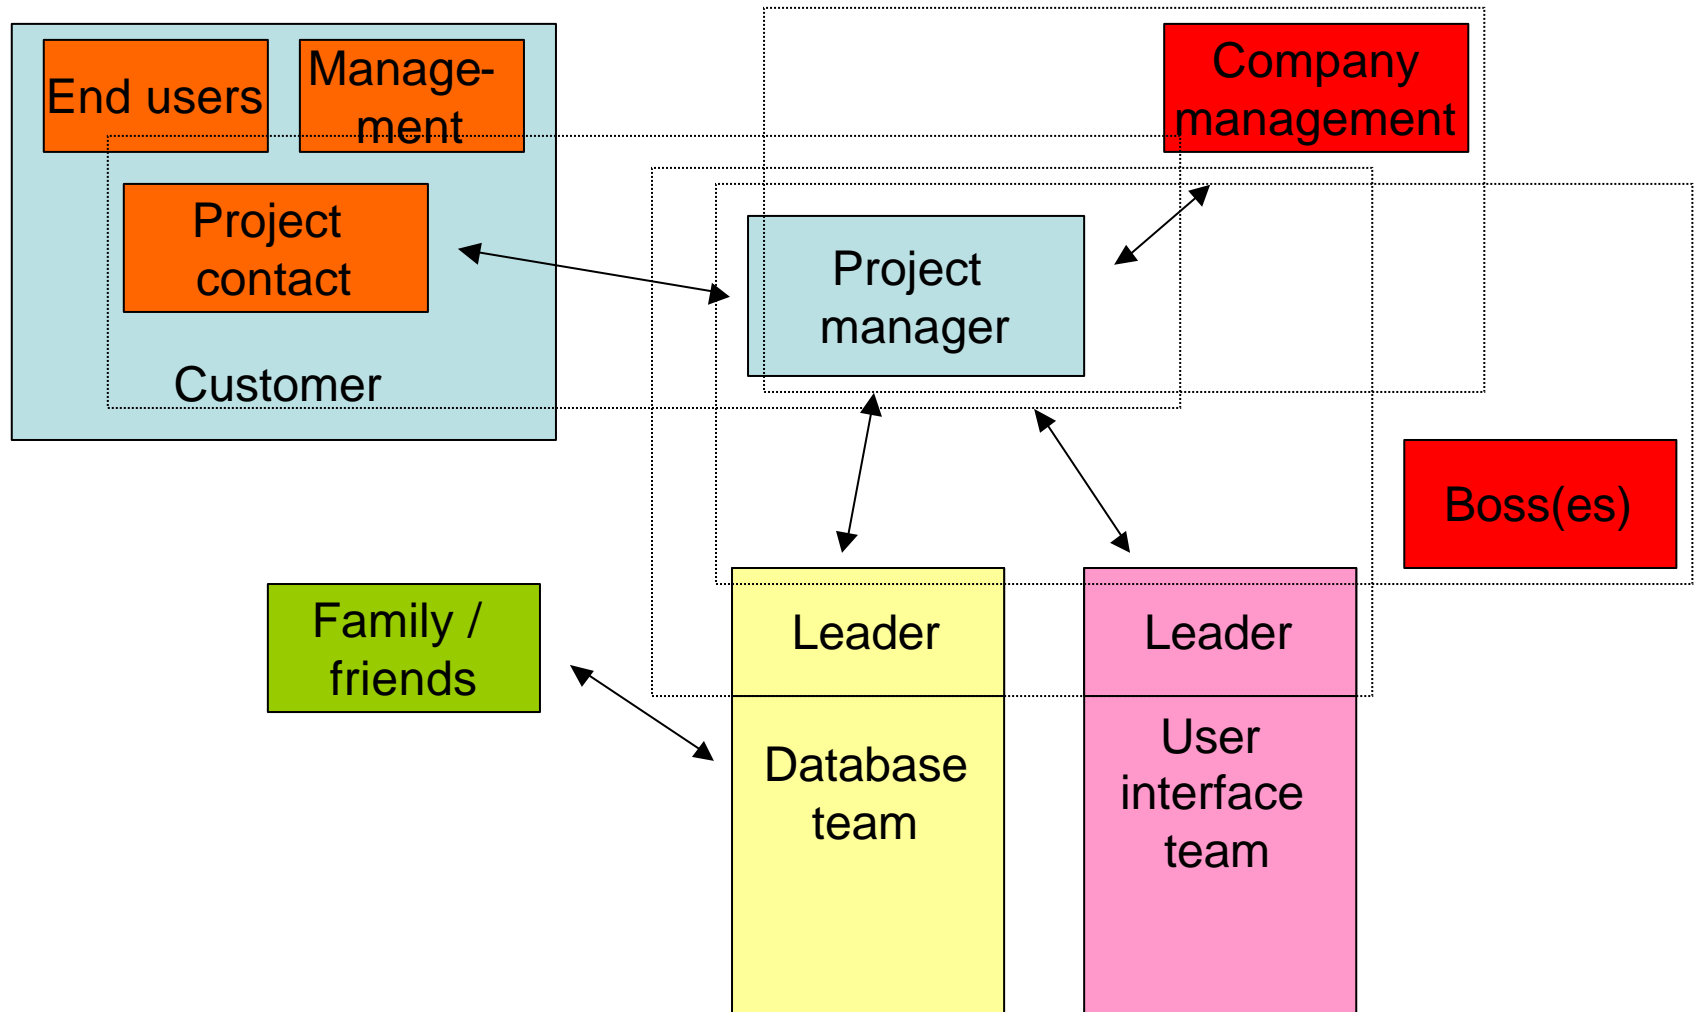 End users
Manage-
ment
Project
contact
Customer
Company
management
Project
manager
Boss(es)
Family /
friends
Leader
Database
team
Leader
User
interface
team